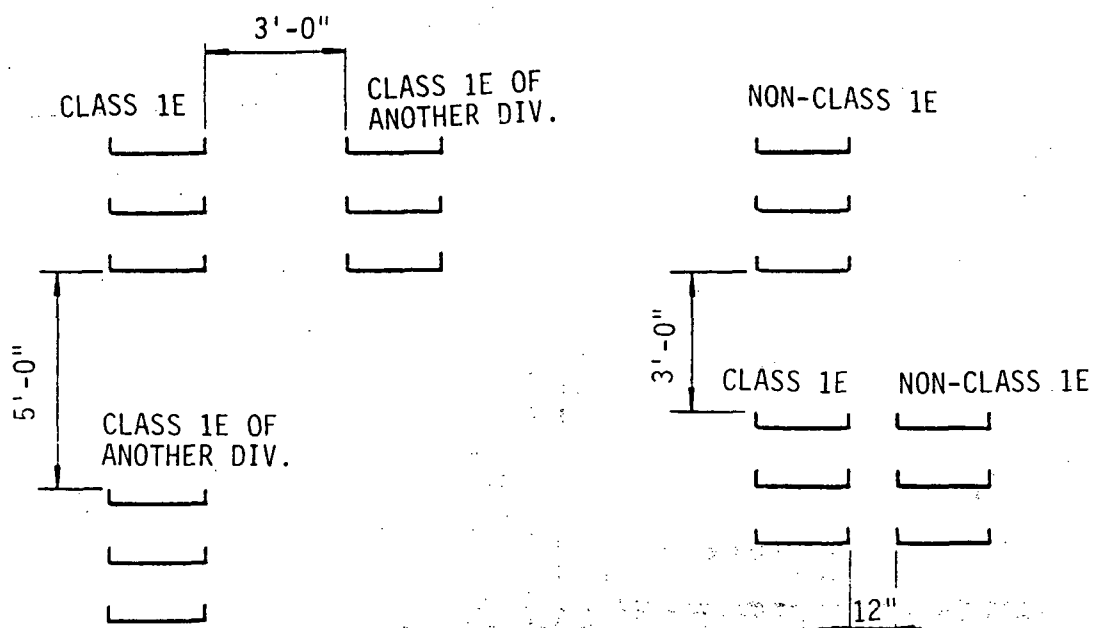 3'-0"
CLASS 1E
CLASS 1E OF
ANOTHER DIV.
5'-0"
CLASS 1E OF
ANOTHER DIV.
NON-CLASS 1E
3'-0"
CLASS 1E
NON-CLASS 1E
12"